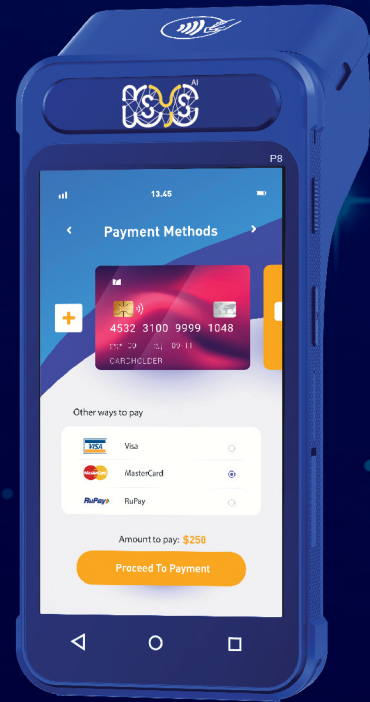 AI
P8
13.45
Payment Methods
4532 3100 9999 1048
09 11
CARDHOLDER
Other ways to pay
VISA Visa
MasterCard MasterCard
RuPay RuPay
Amount to pay: $250
Proceed To Payment